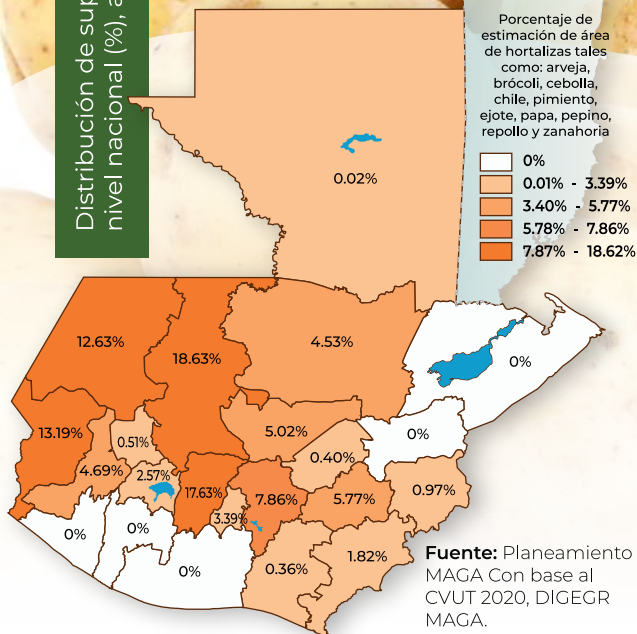 Distribución de sup
nivel nacional (%), a
Porcentaje de
estimación de área
de hortalizas tales
como: arveja,
brócoli, cebolla,
chile, pimiento,
ejote, papa, pepino,
repollo y zanahoria
0%
0.01% - 3.39%
3.40% - 5.77%
5.78% - 7.86%
7.87% - 18.62%
0.02%
12.63%
18.63%
4.53%
0%
13.19%
0.51%
5.02%
0.40%
0%
4.69%
2.57%
17.63%
3.39%
7.86%
5.77%
0.97%
0%
0%
0%
0.36%
1.82%
Fuente: Planeamiento
MAGA Con base al
CVUT 2020, DIGEGR
MAGA.